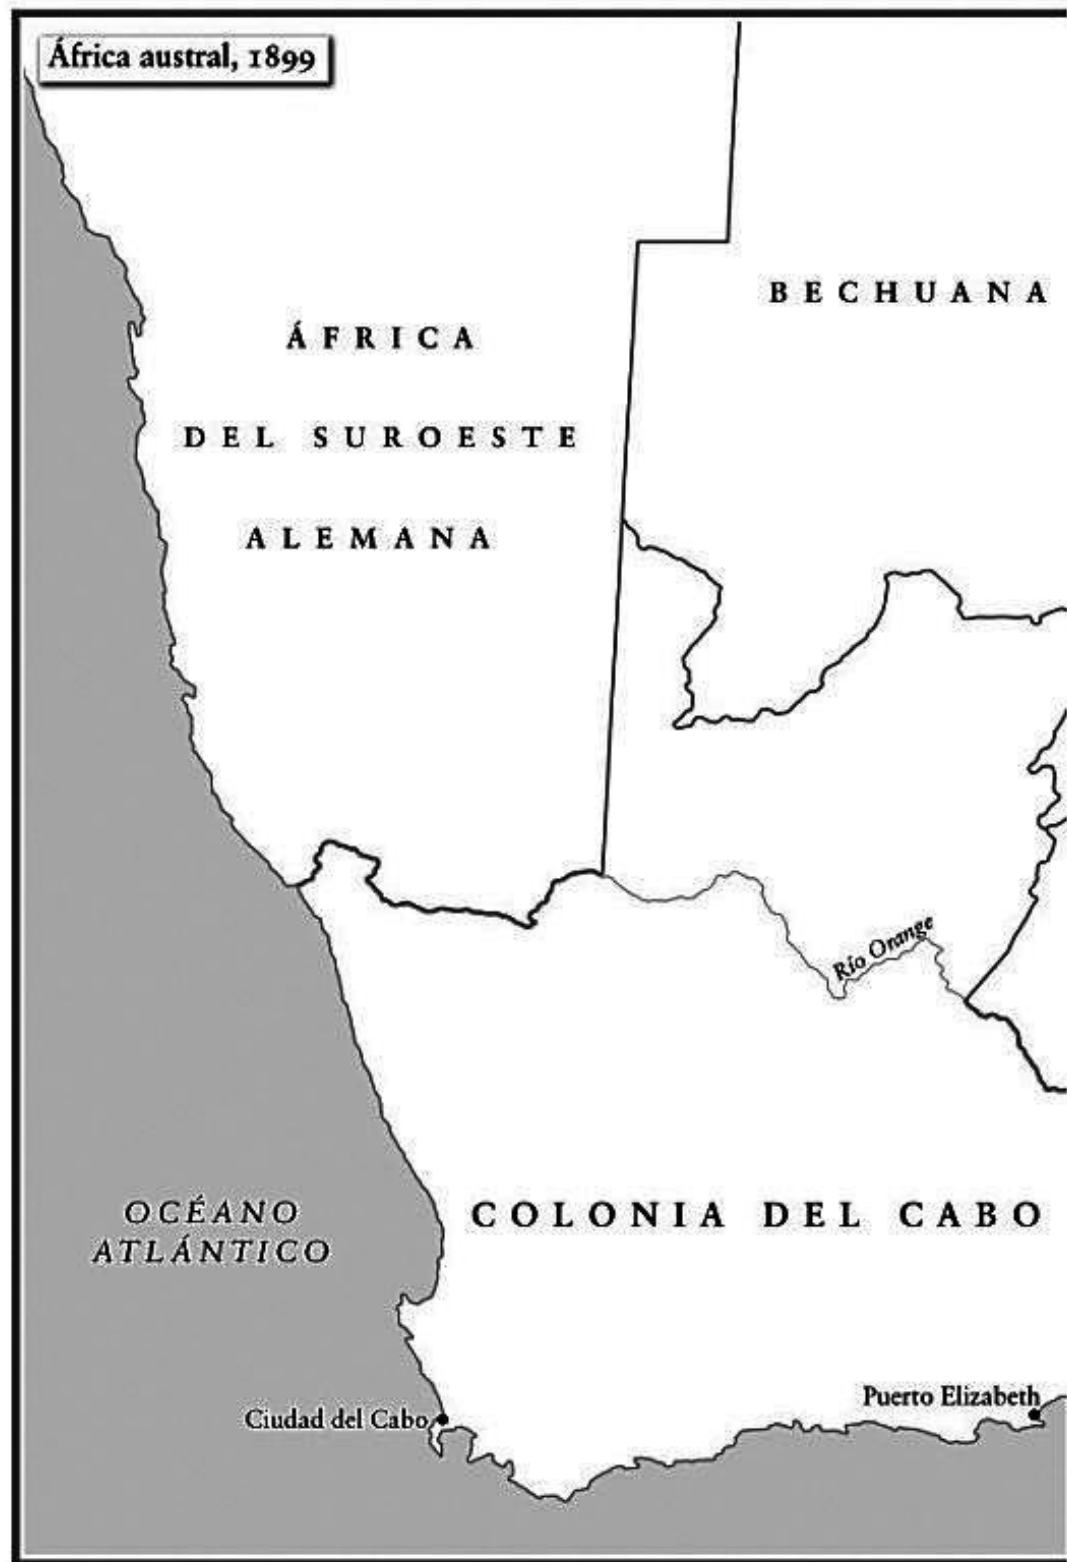 África austral, 1899
BECHUANA
ÁFRICA
DEL SUROESTE
ALEMANA
Río Orange
OCÉANO
ATLÁNTICO
COLONIA DEL CABO
Puerto Elizabeth
Ciudad del Cabo